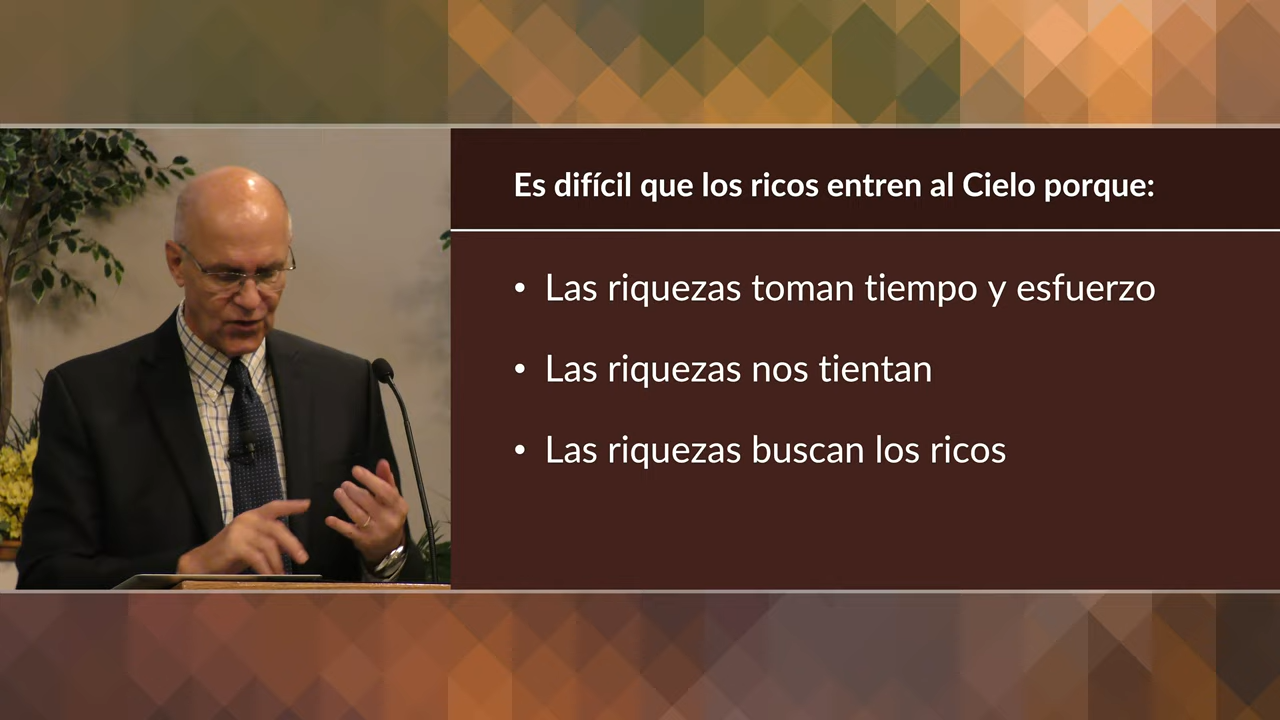 Es difícil que los ricos entren al Cielo porque:
• Las riquezas toman tiempo y esfuerzo
• Las riquezas nos tientan
• Las riquezas buscan los ricos